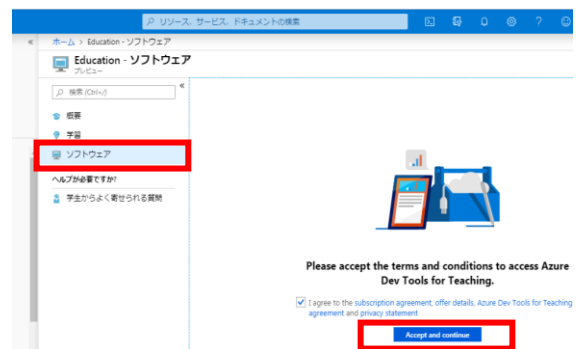 リソース、サービス、ドキュメントの検索
ホーム > Education - ソフトウェア
Education - ソフトウェア
プレビュー
検索 (Ctrl+/)
概要
学習
ソフトウェア
ヘルプが必要ですか?
学生からよく寄せられる質問
Please accept the terms and conditions to access Azure
Dev Tools for Teaching.
I agree to the subscription agreement, offer details, Azure Dev Tools for Teaching
agreement and privacy statement
Accept and continue